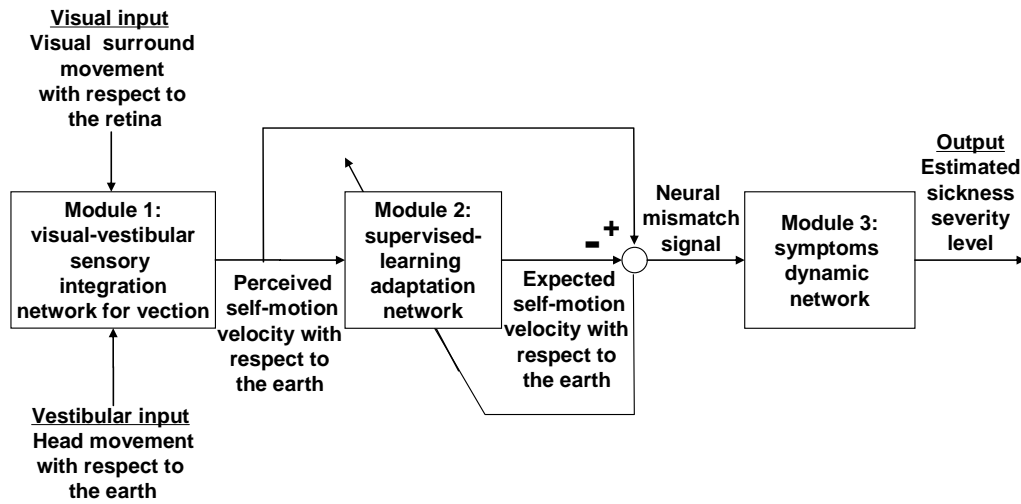 Visual input
Visual surround
movement
with respect to
the retina
Module 1:
visual-vestibular
sensory
integration
network for vection
Vestibular input
Head movement
with respect to
the earth
Perceived
self-motion
velocity with
respect to
the earth
Module 2:
supervised-
learning
adaptation
network
- +
Expected
self-motion
velocity with
respect to
the earth
Neural
mismatch
signal
Module 3:
symptoms
dynamic
network
Output
Estimated
sickness
severity
level